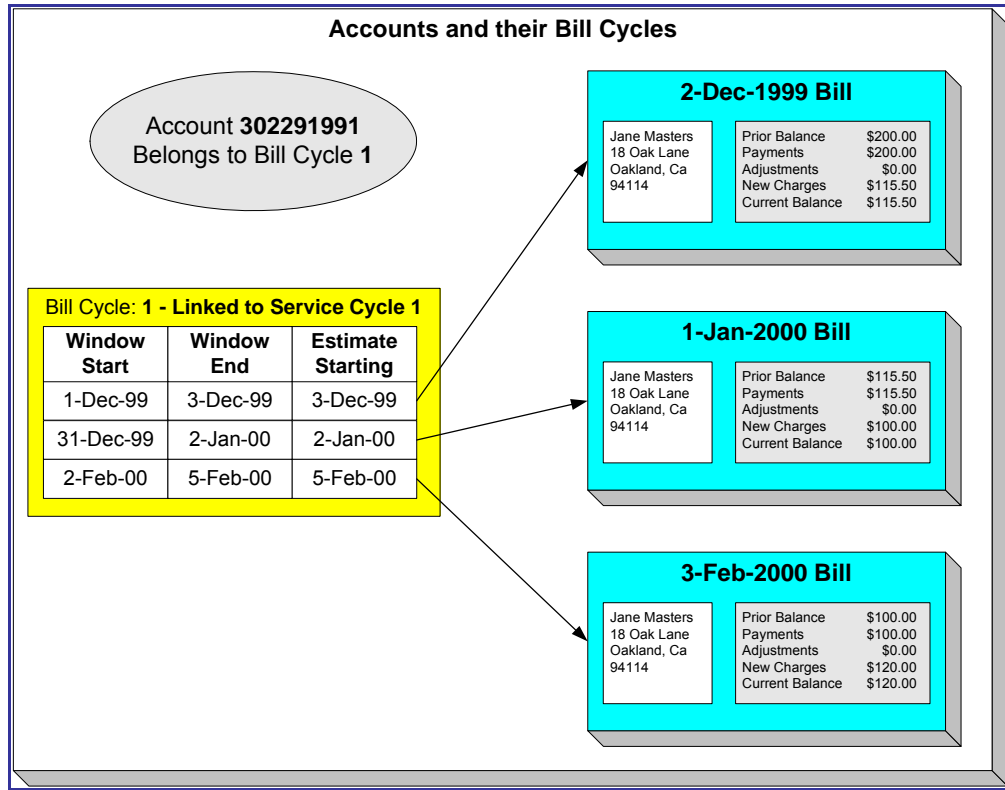 Accounts and their Bill Cycles
Account 302291991
Belongs to Bill Cycle 1
Bill Cycle: 1 - Linked to Service Cycle 1
Window Start Window End Estimate Starting
1-Dec-99 3-Dec-99 3-Dec-99
31-Dec-99 2-Jan-00 2-Jan-00
2-Feb-00 5-Feb-00 5-Feb-00
2-Dec-1999 Bill
Jane Masters
18 Oak Lane
Oakland, Ca
94114
Prior Balance $200.00
Payments $200.00
Adjustments $0.00
New Charges $115.50
Current Balance $115.50
1-Jan-2000 Bill
Jane Masters
18 Oak Lane
Oakland, Ca
94114
Prior Balance $115.50
Payments $115.50
Adjustments $0.00
New Charges $100.00
Current Balance $100.00
3-Feb-2000 Bill
Jane Masters
18 Oak Lane
Oakland, Ca
94114
Prior Balance $100.00
Payments $100.00
Adjustments $0.00
New Charges $120.00
Current Balance $120.00